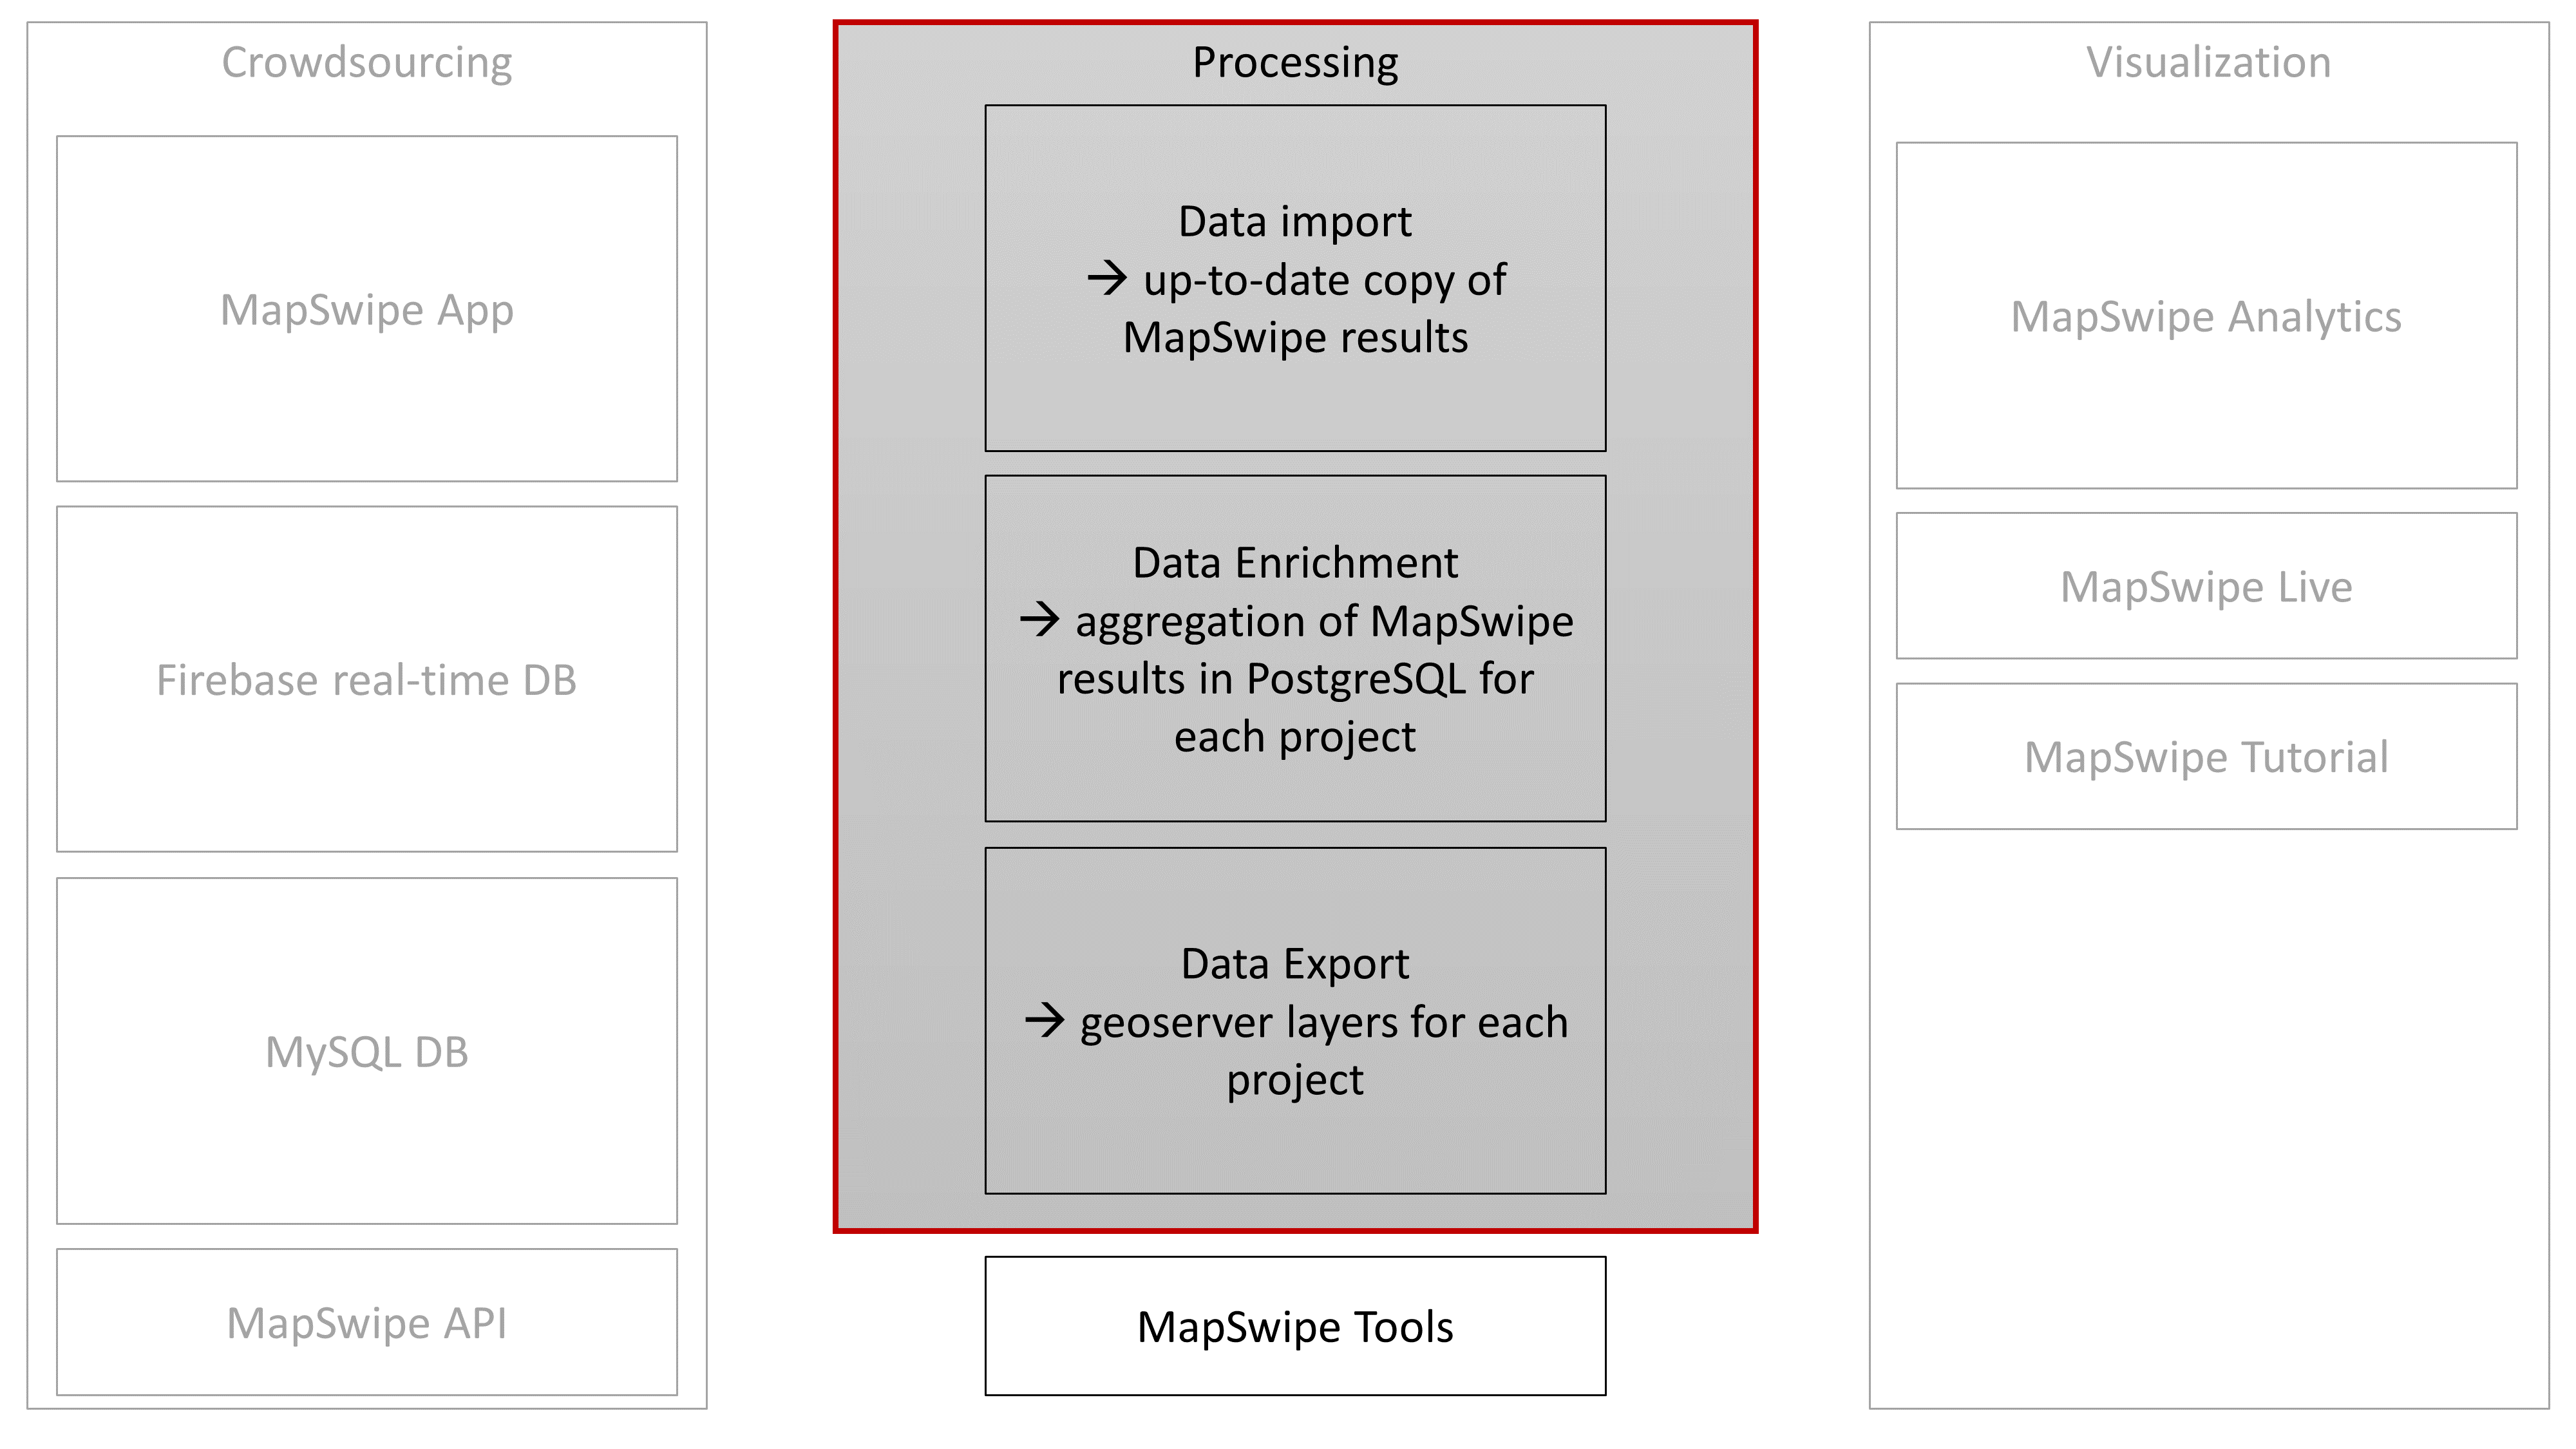 Crowdsourcing
MapSwipe App
Firebase real-time DB
MySQL DB
MapSwipe API
Processing
Data import
→ up-to-date copy of
MapSwipe results
Data Enrichment
→ aggregation of MapSwipe
results in PostgreSQL for
each project
Data Export
→ geoserver layers for each
project
MapSwipe Tools
Visualization
MapSwipe Analytics
MapSwipe Live
MapSwipe Tutorial